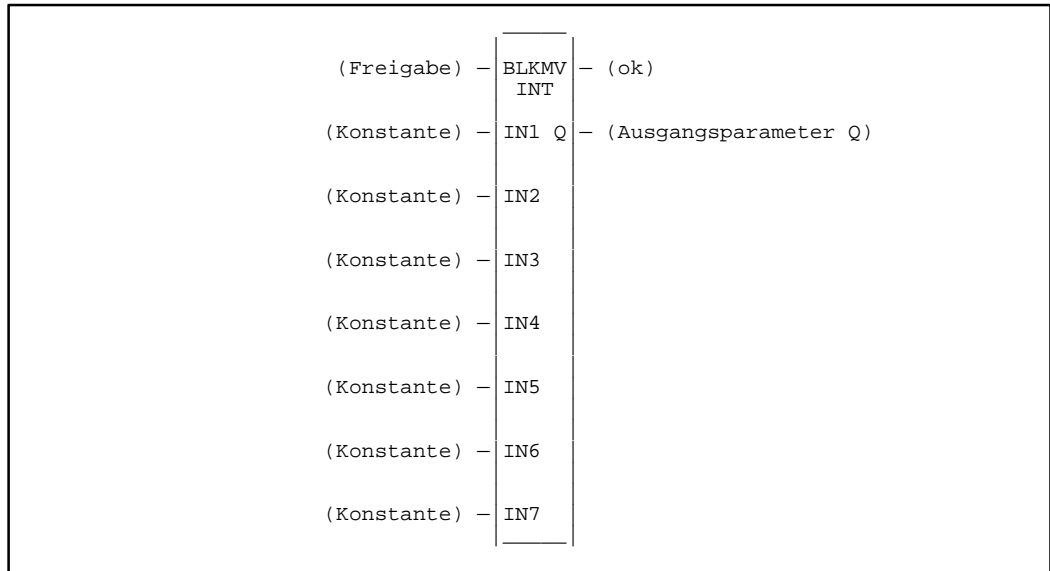 (Freigabe) — BLKMV — (ok)
INT
(Konstante) — IN1 Q — (Ausgangsparameter Q)
(Konstante) — IN2
(Konstante) — IN3
(Konstante) — IN4
(Konstante) — IN5
(Konstante) — IN6
(Konstante) — IN7